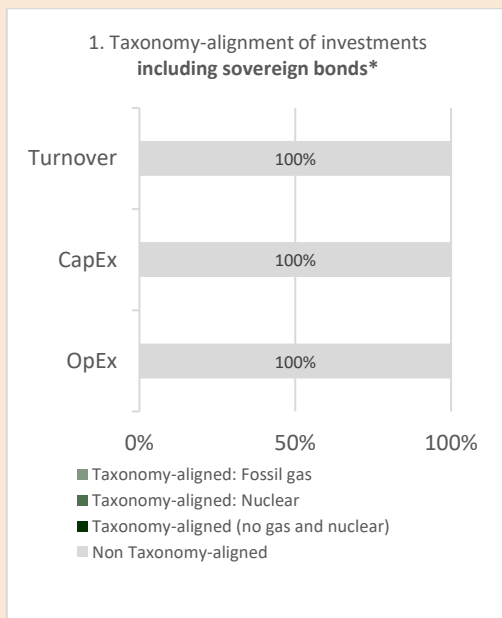 1. Taxonomy-alignment of investments
including sovereign bonds*
Turnover
100%
CapEx
100%
OpEx
100%
0%
50%
100%
Taxonomy-aligned: Fossil gas
Taxonomy-aligned: Nuclear
Taxonomy-aligned (no gas and nuclear)
Non Taxonomy-aligned